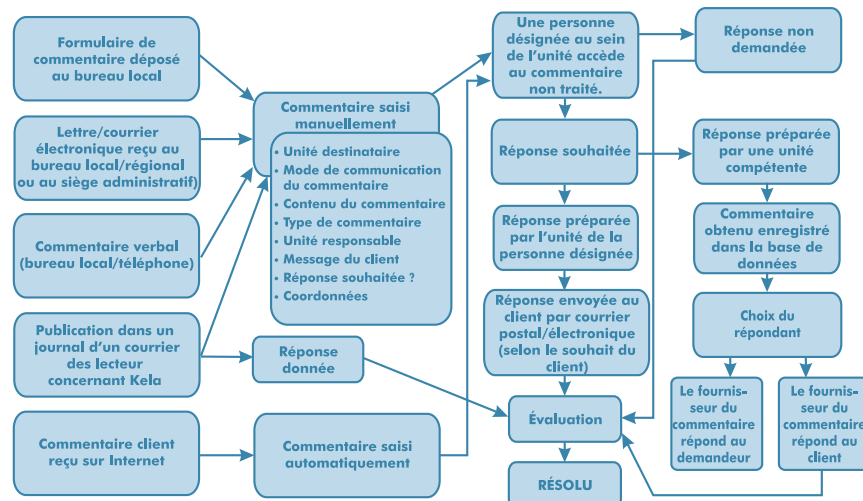 Formulaire de
commentaire déposé
au bureau local
Lettre/courrier
électronique reçu au
bureau local/régional
ou au siège administratif)
Commentaire verbal
(bureau local/téléphone)
Publication dans un
journal d'un courrier
des lecteur
concernant Kela
Commentaire client
reçu sur Internet
Commentaire saisi
manuellement
• Unité destinataire
• Mode de communication
du commentaire
• Contenu du commentaire
• Type de commentaire
• Unité responsable
• Message du client
• Réponse souhaitée ?
• Coordonnées
Réponse
donnée
Commentaire saisi
automatiquement
Une personne
désignée au sein
de l'unité accède
au commentaire
non traité.
Réponse souhaitée
Réponse préparée
par l'unité de la
personne désignée
Réponse envoyée au
client par courrier
postal/électronique
(selon le souhait du
client)
Évaluation
RÉSOLU
Réponse non
demandée
Réponse préparée
par une unité
compétente
Commentaire
obtenu enregistré
dans la base de
données
Choix du
répondant
Le fournis-
seur du
commentaire
répond au
demandeur
Le fournis-
seur du
commentaire
répond au
client